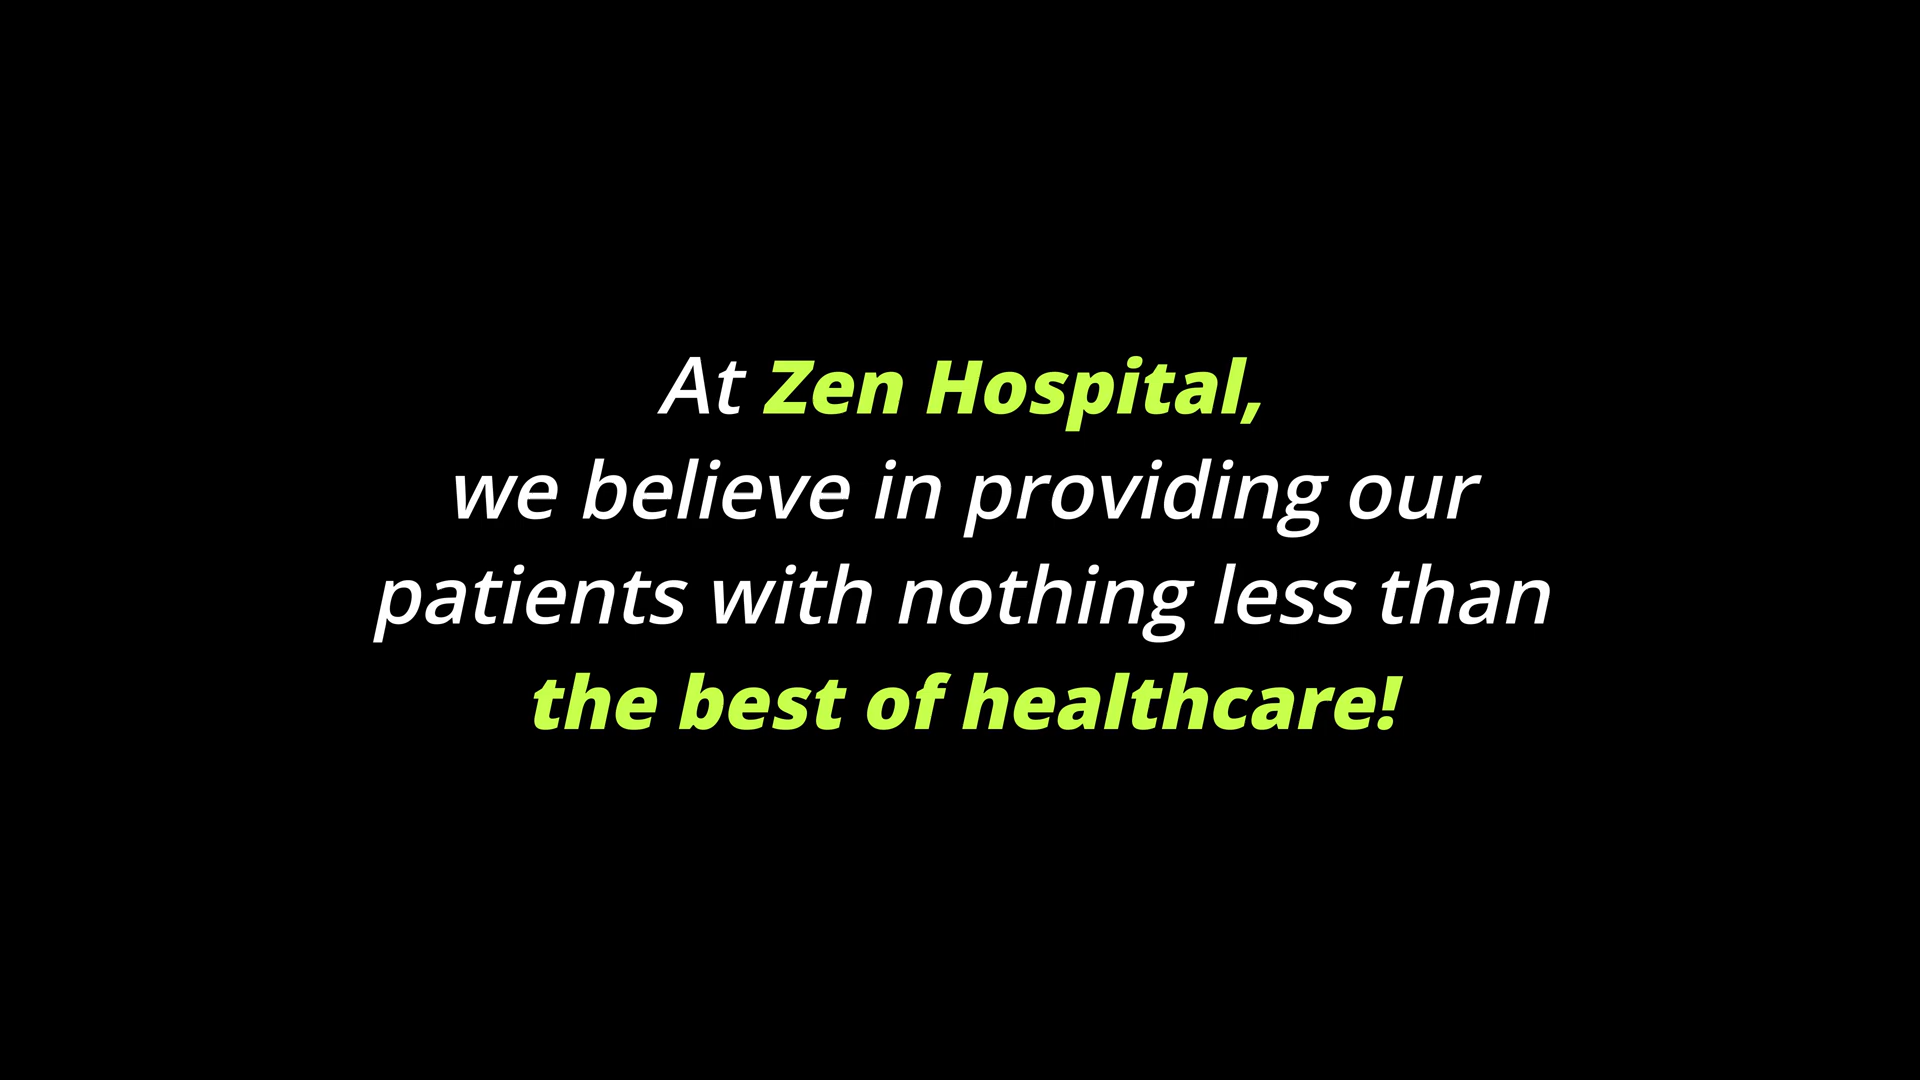 At Zen Hospital,
we believe in providing our
patients with nothing less than
the best of healthcare!